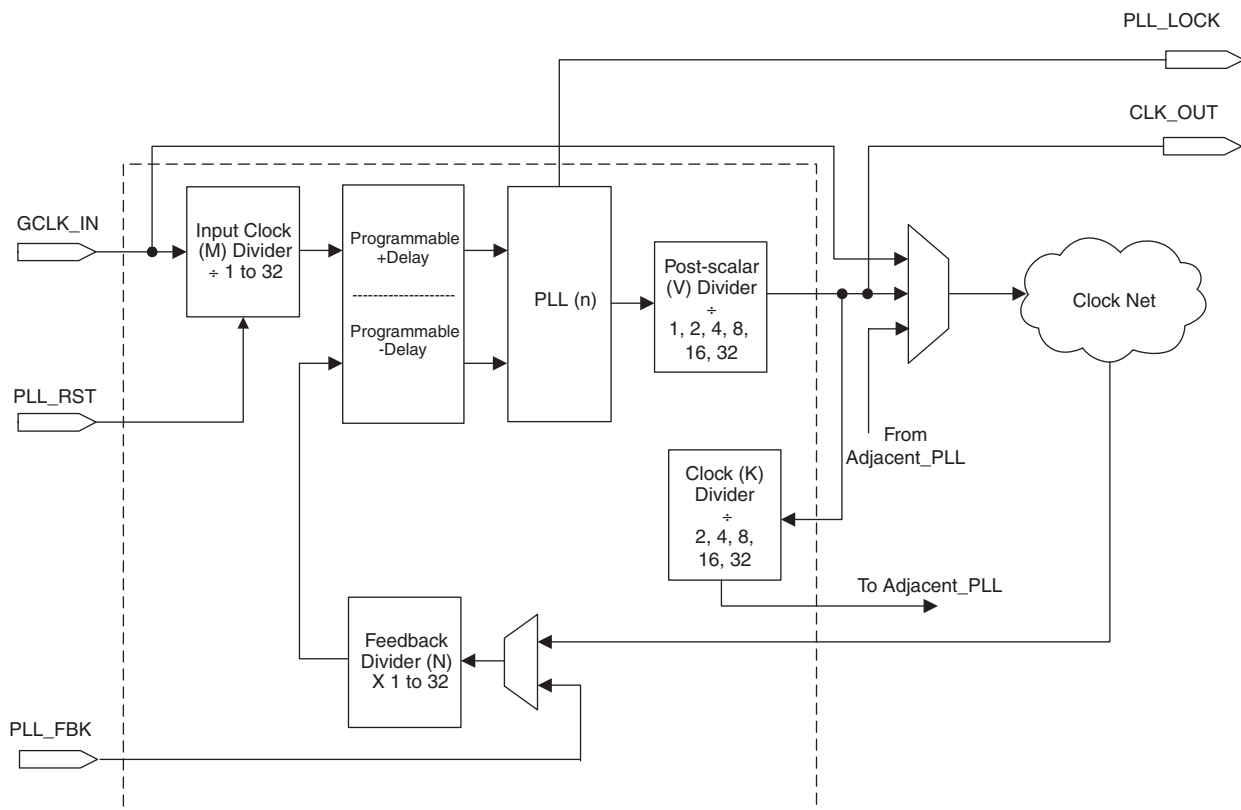 PLL_LOCK
CLK_OUT
GCLK_IN
Input Clock
(M) Divider
÷ 1 to 32
Programmable
+Delay
Programmable
-Delay
PLL (n)
Post-scalar
(V) Divider
÷
1, 2, 4, 8,
16, 32
Clock Net
PLL_RST
From
Adjacent_PLL
Clock (K)
Divider
÷
2, 4, 8,
16, 32
To Adjacent_PLL
Feedback
Divider (N)
X 1 to 32
PLL_FBK